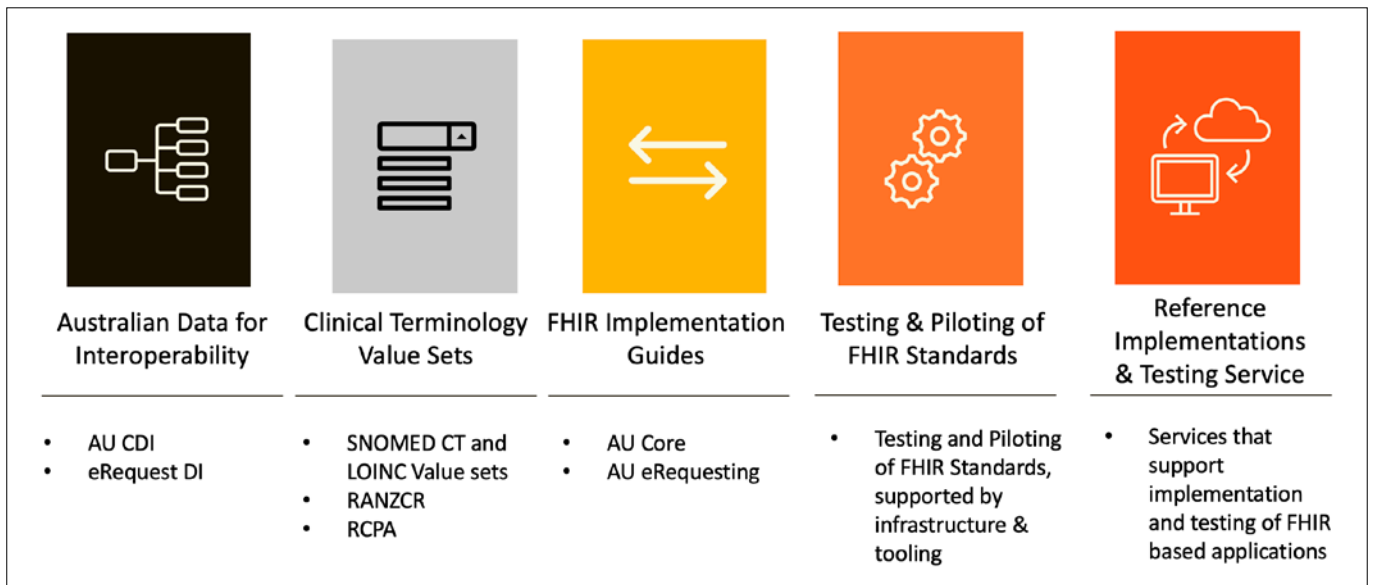 Australian Data for
Interoperability
• AU CDI
• eRequest DI
Clinical Terminology
Value Sets
• SNOMED CT and
LOINC Value sets
• RANZCR
• RCPA
FHIR Implementation
Guides
• AU Core
• AU eRequesting
Testing & Piloting of
FHIR Standards
• Testing and Piloting
of FHIR Standards,
supported by
infrastructure &
tooling
Reference
Implementations
& Testing Service
• Services that
support
implementation
and testing of FHIR
based applications